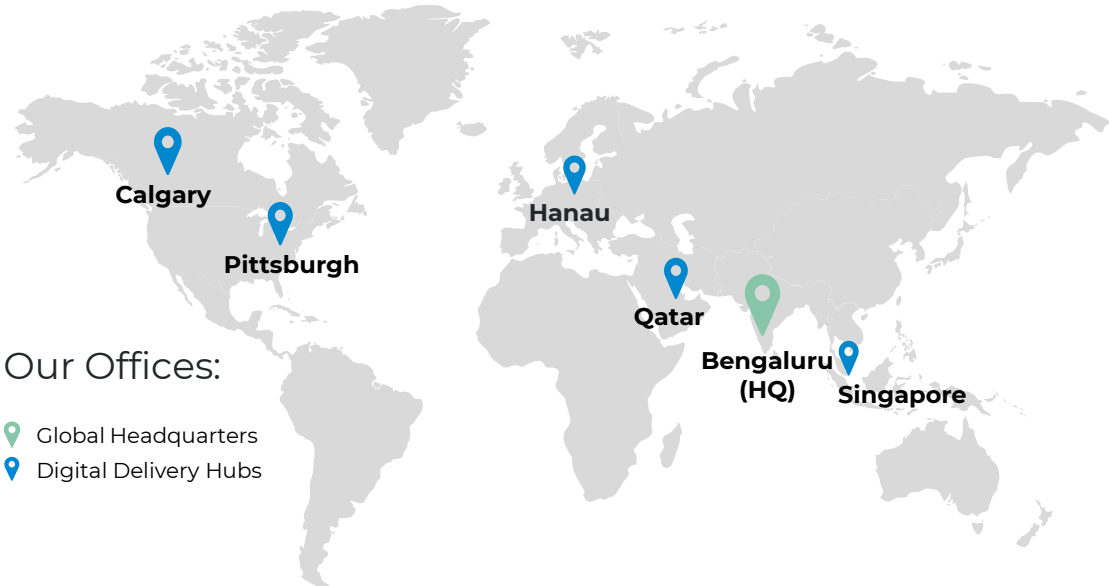 Calgary
Pittsburgh
Hanau
Qatar
Bengaluru
(HQ)
Singapore
Our Offices:
Global Headquarters
Digital Delivery Hubs